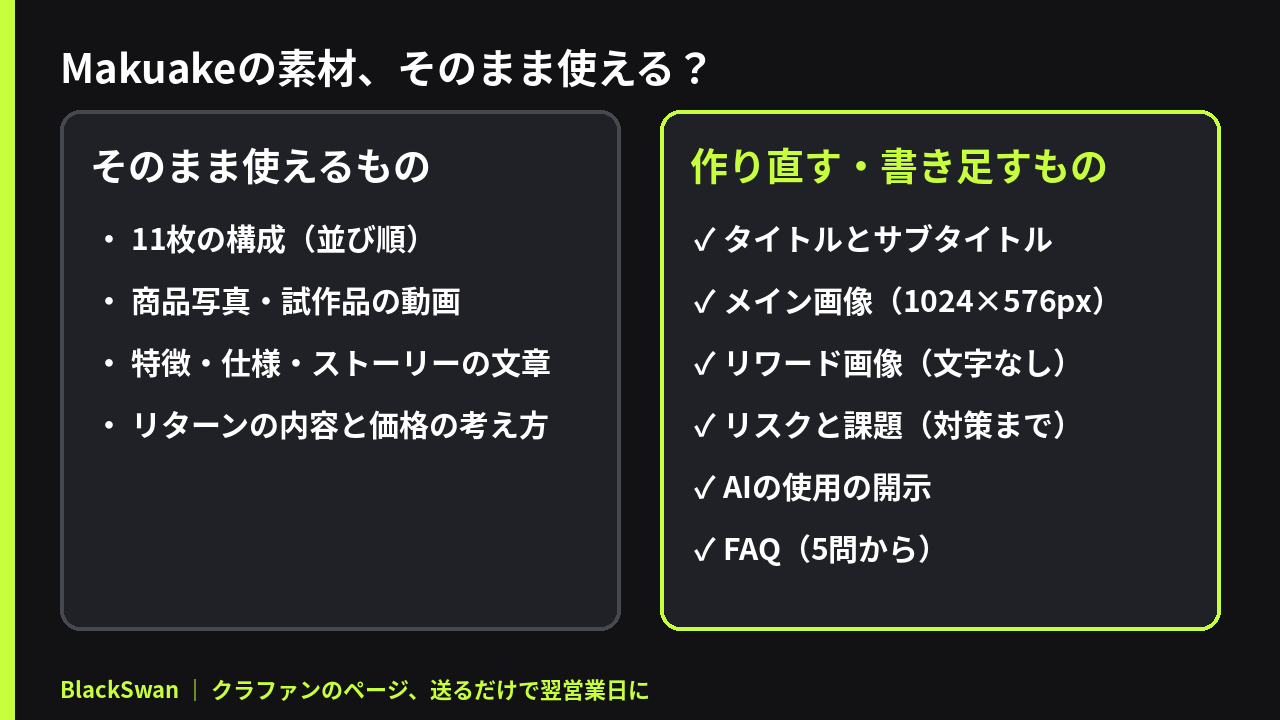 Makuakeの素材、そのまま使える？
そのまま使えるもの
・ 11枚の構成（並び順）
・ 商品写真・試作品の動画
・ 特徴・仕様・ストーリーの文章
・ リターンの内容と価格の考え方
作り直す・書き足すもの
✓ タイトルとサブタイトル
✓ メイン画像（1024×576px）
✓ リワード画像（文字なし）
✓ リスクと課題（対策まで）
✓ AIの使用の開示
✓ FAQ（5問から）
BlackSwan ｜ クラファンのページ、送るだけで翌営業日に